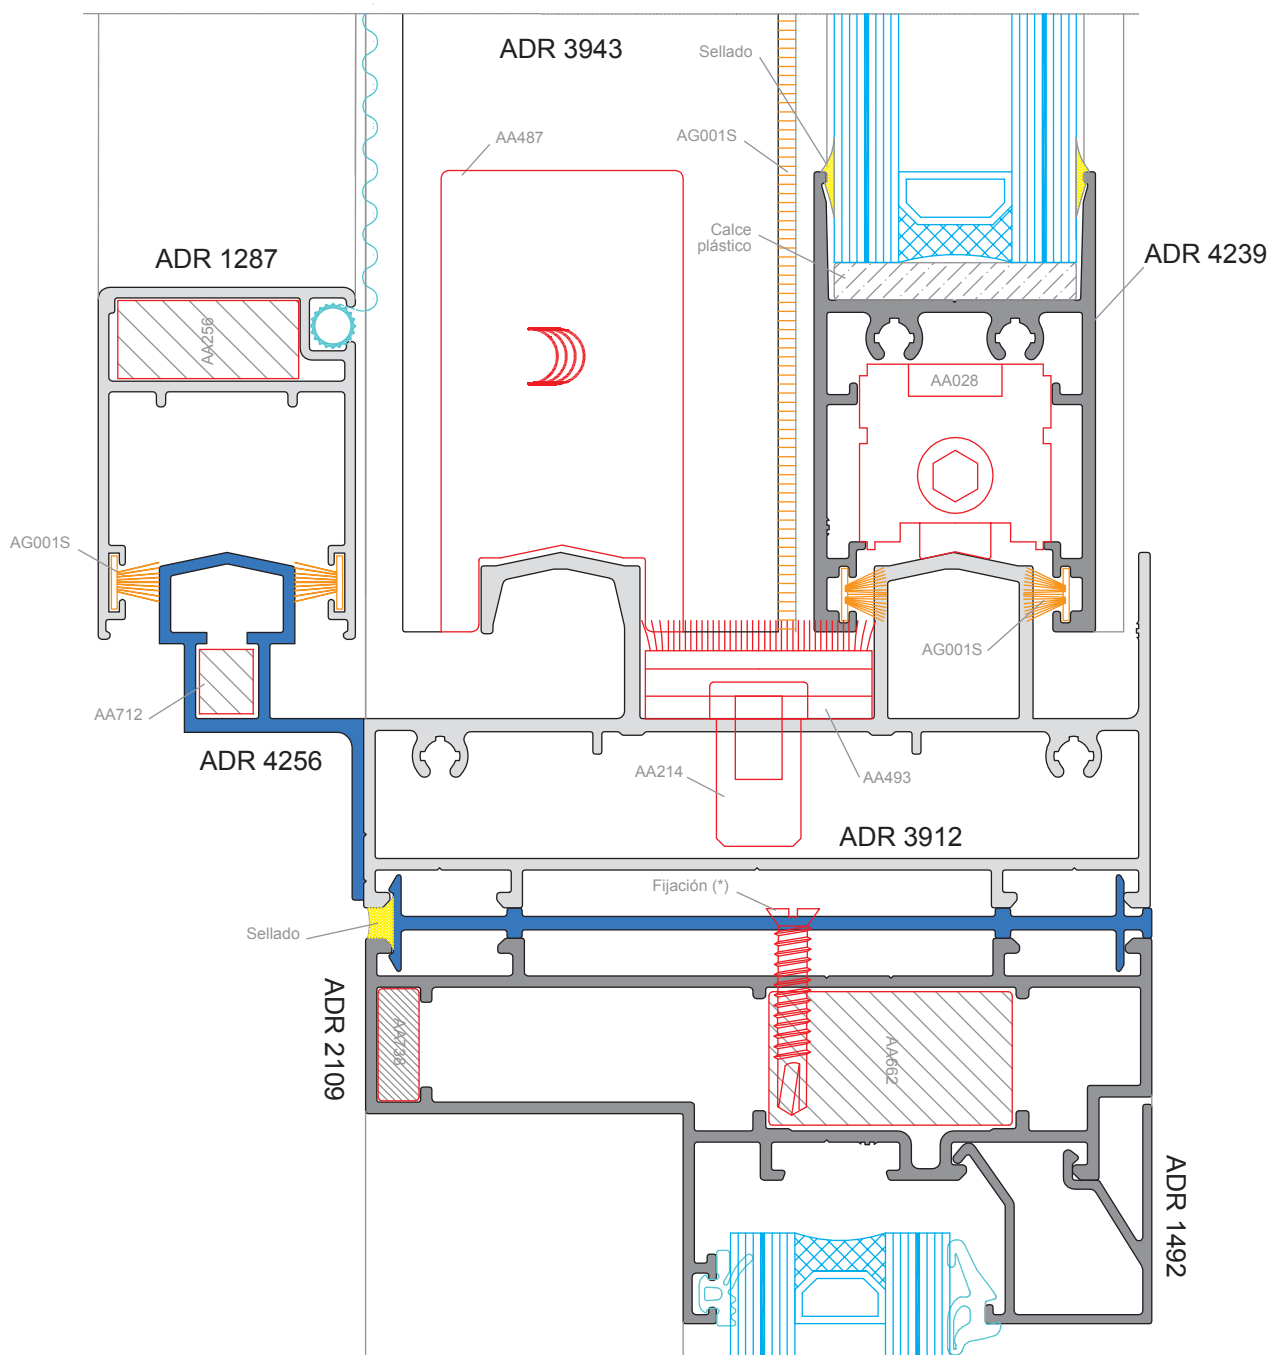 ADR 3943
Sellado
AG001S
AA487
Calce
plástico
ADR 4239
ADR 1287
AA256
AA028
AG001S
AG001S
AA712
ADR 4256
AA214
AA493
ADR 3912
Fijación (*)
Sellado
ADR 2109
AA738
AA662
ADR 1492